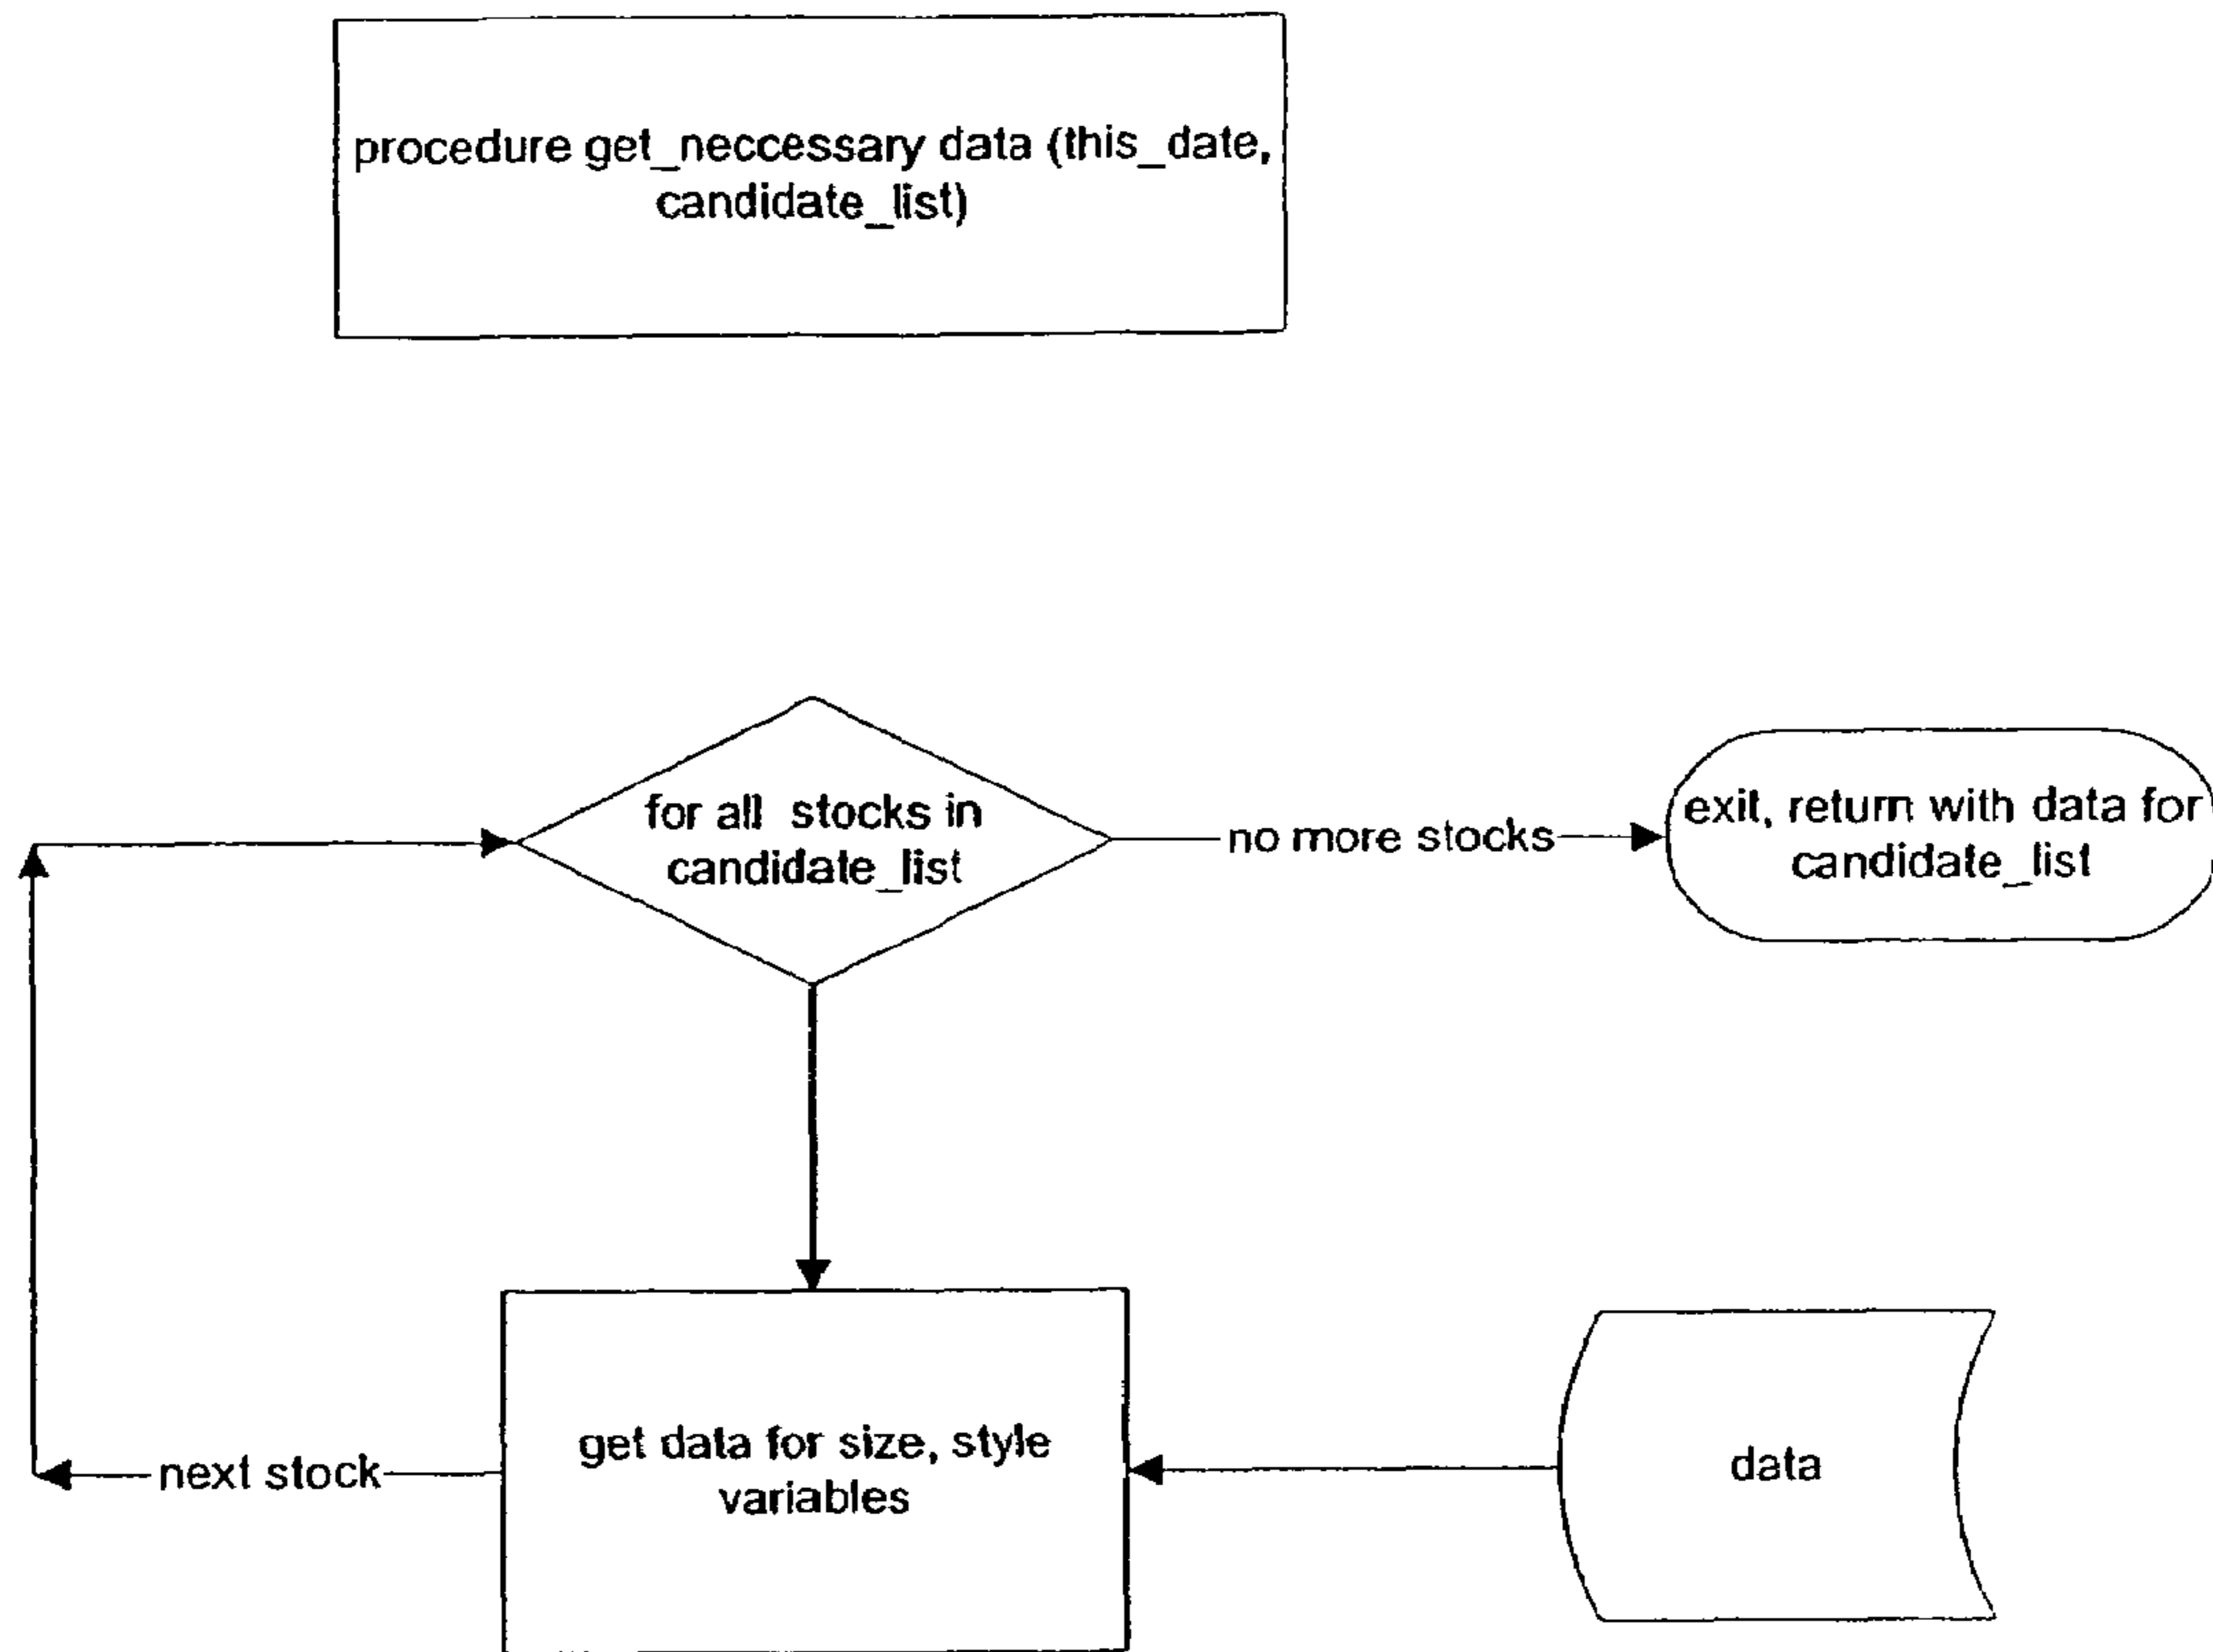 procedure get_neccessary data (this_date,
candidate_list)
for all stocks in
candidate_list
no more stocks
exit, return with data for
candidate_list
get data for size, style
variables
next stock
data